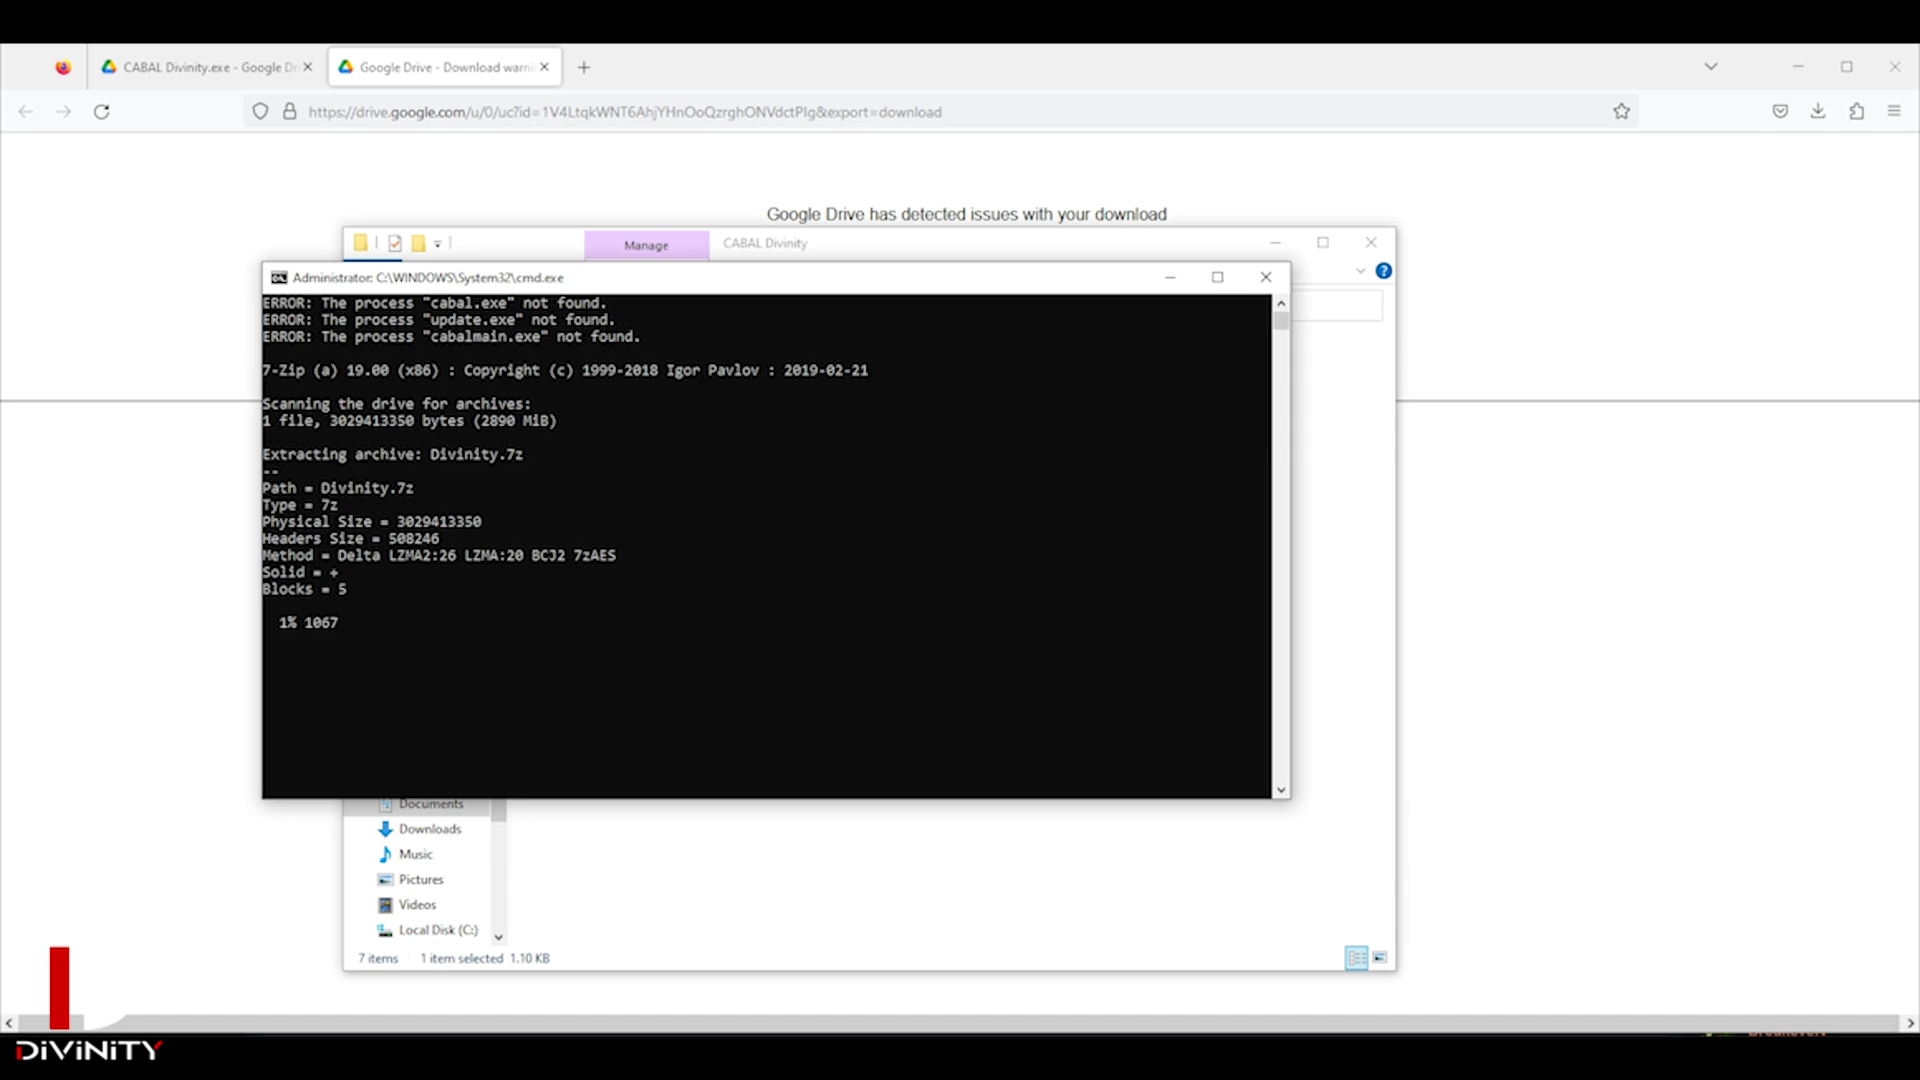 CABAL Divinity.exe - Google Dri
Google Drive - Download warni
https://drive.google.com/u/0/uc?id=1V4LtqkWNT6AhjYHnOoQzrghONVdctPlg&export=download
Google Drive has detected issues with your download
Manage
CABAL Divinity
Administrator: C:\WINDOWS\System32\cmd.exe
ERROR: The process "cabal.exe" not found.
ERROR: The process "update.exe" not found.
ERROR: The process "cabalmain.exe" not found.
7-Zip (a) 19.00 (x86) : Copyright (c) 1999-2018 Igor Pavlov : 2019-02-21
Scanning the drive for archives:
1 file, 3029413350 bytes (2890 MiB)
Extracting archive: Divinity.7z
--
Path = Divinity.7z
Type = 7z
Physical Size = 3029413350
Headers Size = 508246
Method = Delta LZMA2:26 LZMA:20 BCJ2 7zAES
Solid = +
Blocks = 5
1% 1067
Documents
Downloads
Music
Pictures
Videos
Local Disk (C:)
7 items 1 item selected 1.10 KB
DiViNiTY